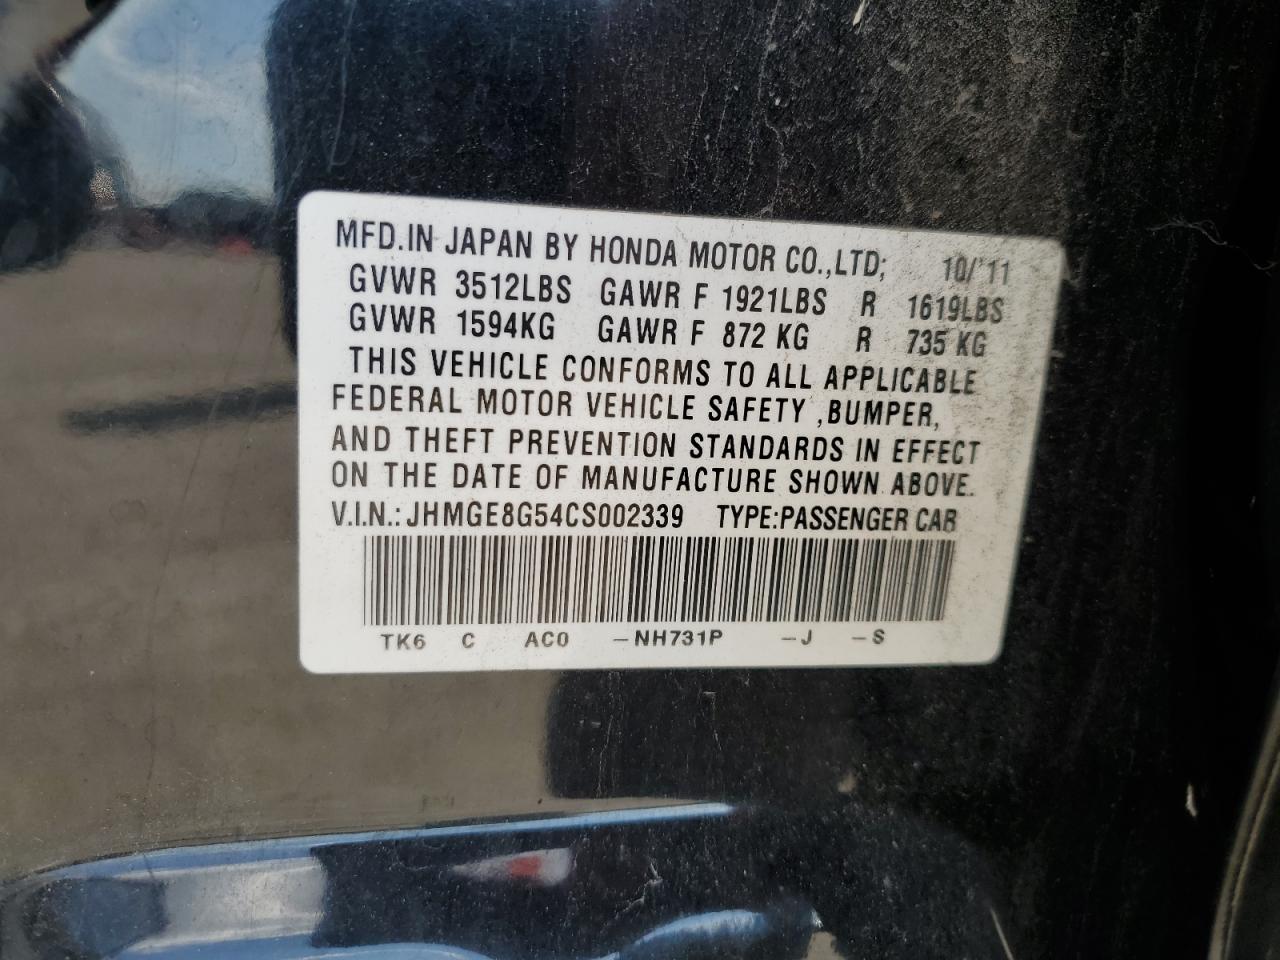 MFD.IN JAPAN BY HONDA MOTOR CO.,LTD; 10/'11
GVWR 3512LBS GAWR F 1921LBS R 1619LBS
GVWR 1594KG GAWR F 872 KG R 735 KG
THIS VEHICLE CONFORMS TO ALL APPLICABLE
FEDERAL MOTOR VEHICLE SAFETY ,BUMPER,
AND THEFT PREVENTION STANDARDS IN EFFECT
ON THE DATE OF MANUFACTURE SHOWN ABOVE.
V.I.N.: JHMGE8G54CS002339 TYPE:PASSENGER CAR
TK6 C AC0 -NH731P -J -S